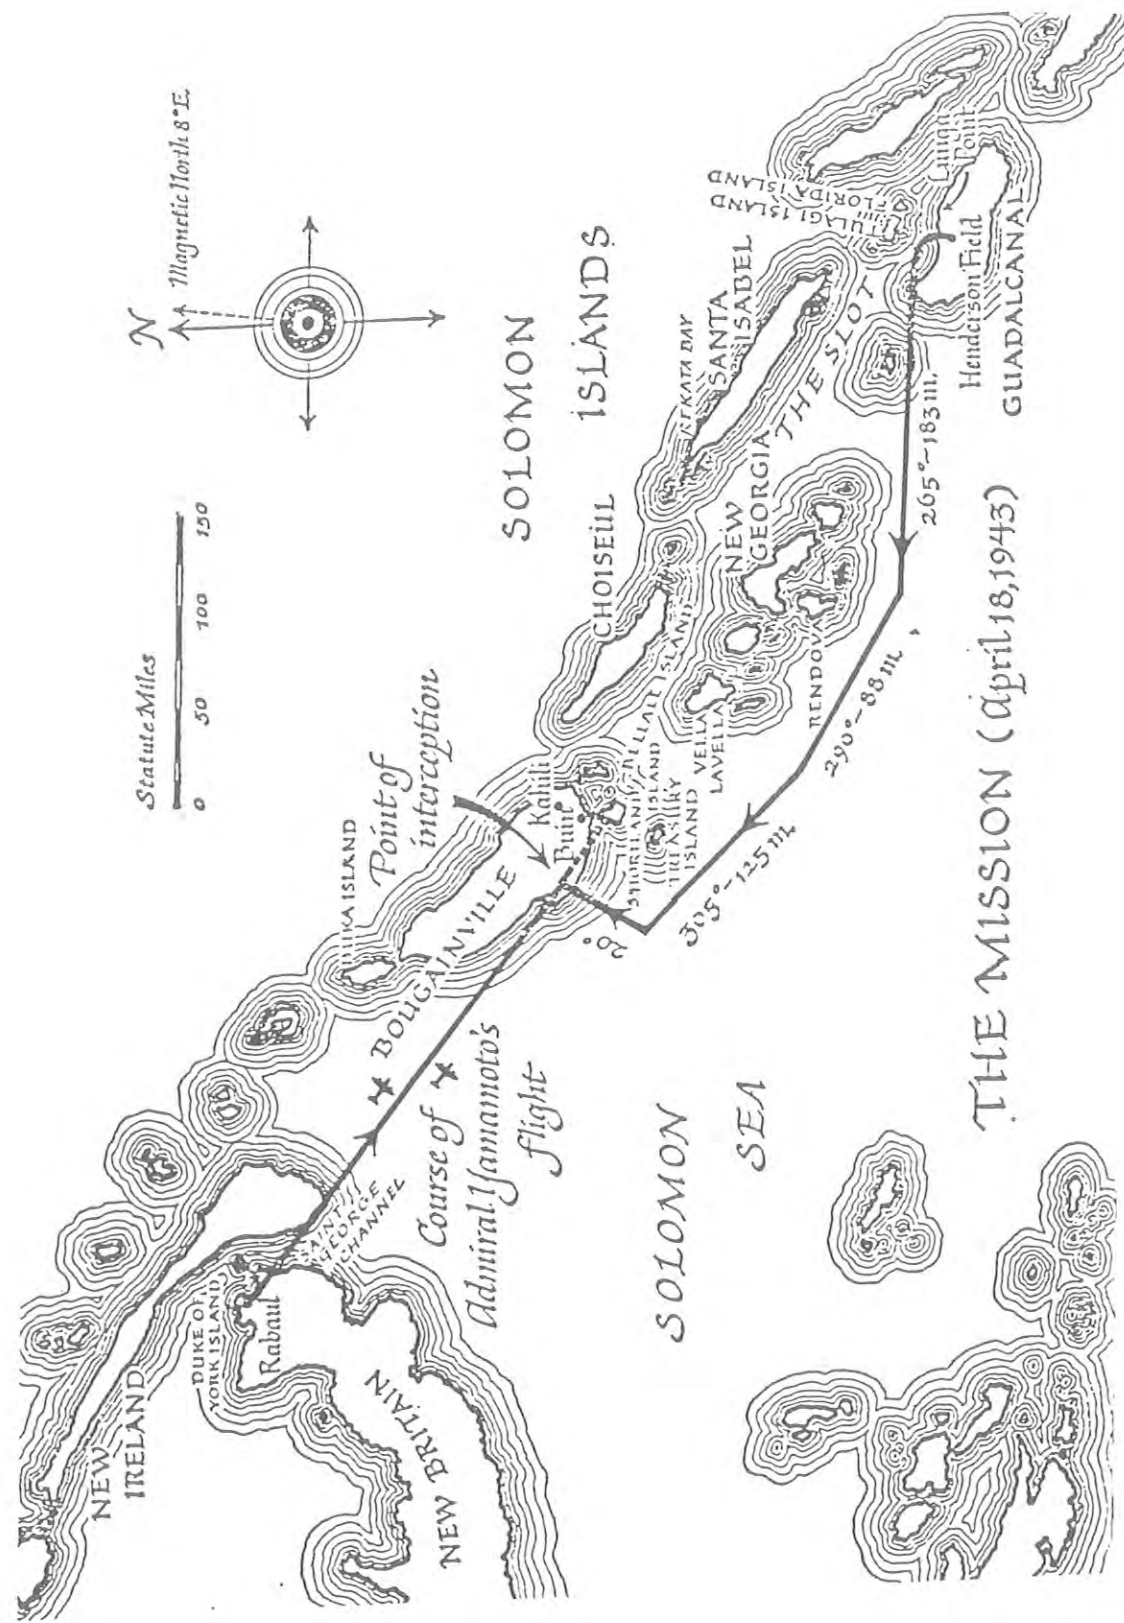 N
Magnetic North 8°E.
Statute Miles
0 50 100 150
SOLOMON
ISLANDS
NEW
IRELAND
DUKE OF
YORK ISLAND
Rabaul
NEW BRITAIN
SAINT
GEORGE
CHANNEL
Course of
Admiral Yamamoto's
flight
BOUGAINVILLE
Point of
interception
Kahili
Buin
SHORTLAND
ISLAND
TREASURY
ISLAND
CHOISEUL
VELLA
LAVELLA
NEW
GEORGIA
RENDOVA
REKATA BAY
SANTA
ISABEL
THE SLOT
TULAGI ISLAND
FLORIDA ISLAND
Lunga
Point
Henderson Field
GUADALCANAL
265°-183 m.
290°-88 m.
305°-125 m.
20°
SOLOMON
SEA
THE MISSION (April 18, 1943)